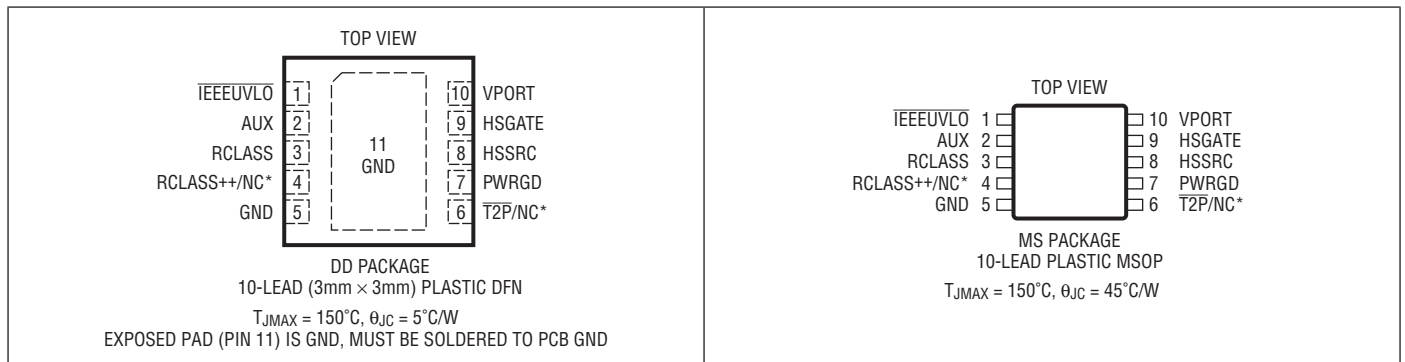 TOP VIEW
IEEEUVLO 1 10 VPORT
AUX 2 9 HSGATE
RCLASS 3 8 HSSRC
RCLASS++/NC* 4 7 PWRGD
GND 5 6 T2P/NC*
11
GND
DD PACKAGE
10-LEAD (3mm × 3mm) PLASTIC DFN
TJMAX = 150°C, θJC = 5°C/W
EXPOSED PAD (PIN 11) IS GND, MUST BE SOLDERED TO PCB GND
TOP VIEW
IEEEUVLO 1 10 VPORT
AUX 2 9 HSGATE
RCLASS 3 8 HSSRC
RCLASS++/NC* 4 7 PWRGD
GND 5 6 T2P/NC*
MS PACKAGE
10-LEAD PLASTIC MSOP
TJMAX = 150°C, θJC = 45°C/W